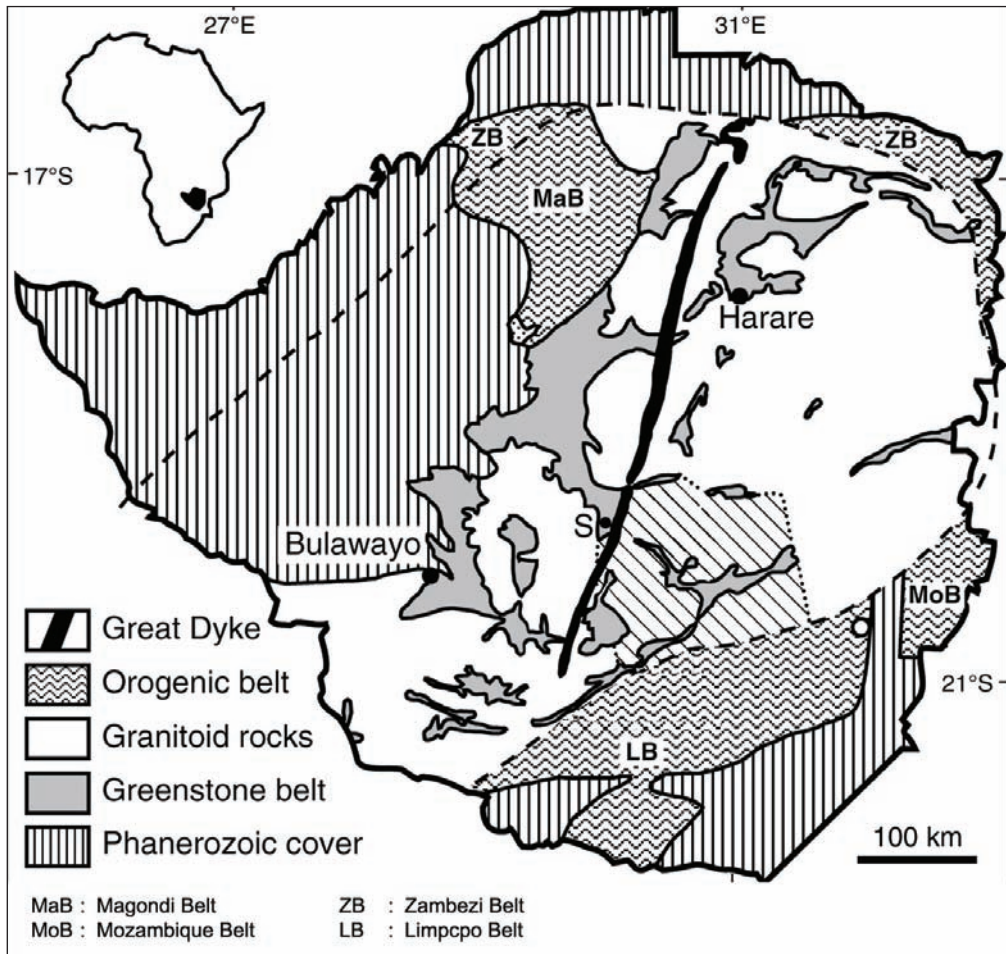 27°E
31°E
17°S
ZB
ZB
MaB
Harare
S
Bulawayo
MoB
Great Dyke
Orogenic belt
21°S
Granitoid rocks
LB
Greenstone belt
Phanerozoic cover
100 km
MaB : Magondi Belt
ZB : Zambezi Belt
MoB : Mozambique Belt
LB : Limpcpo Belt